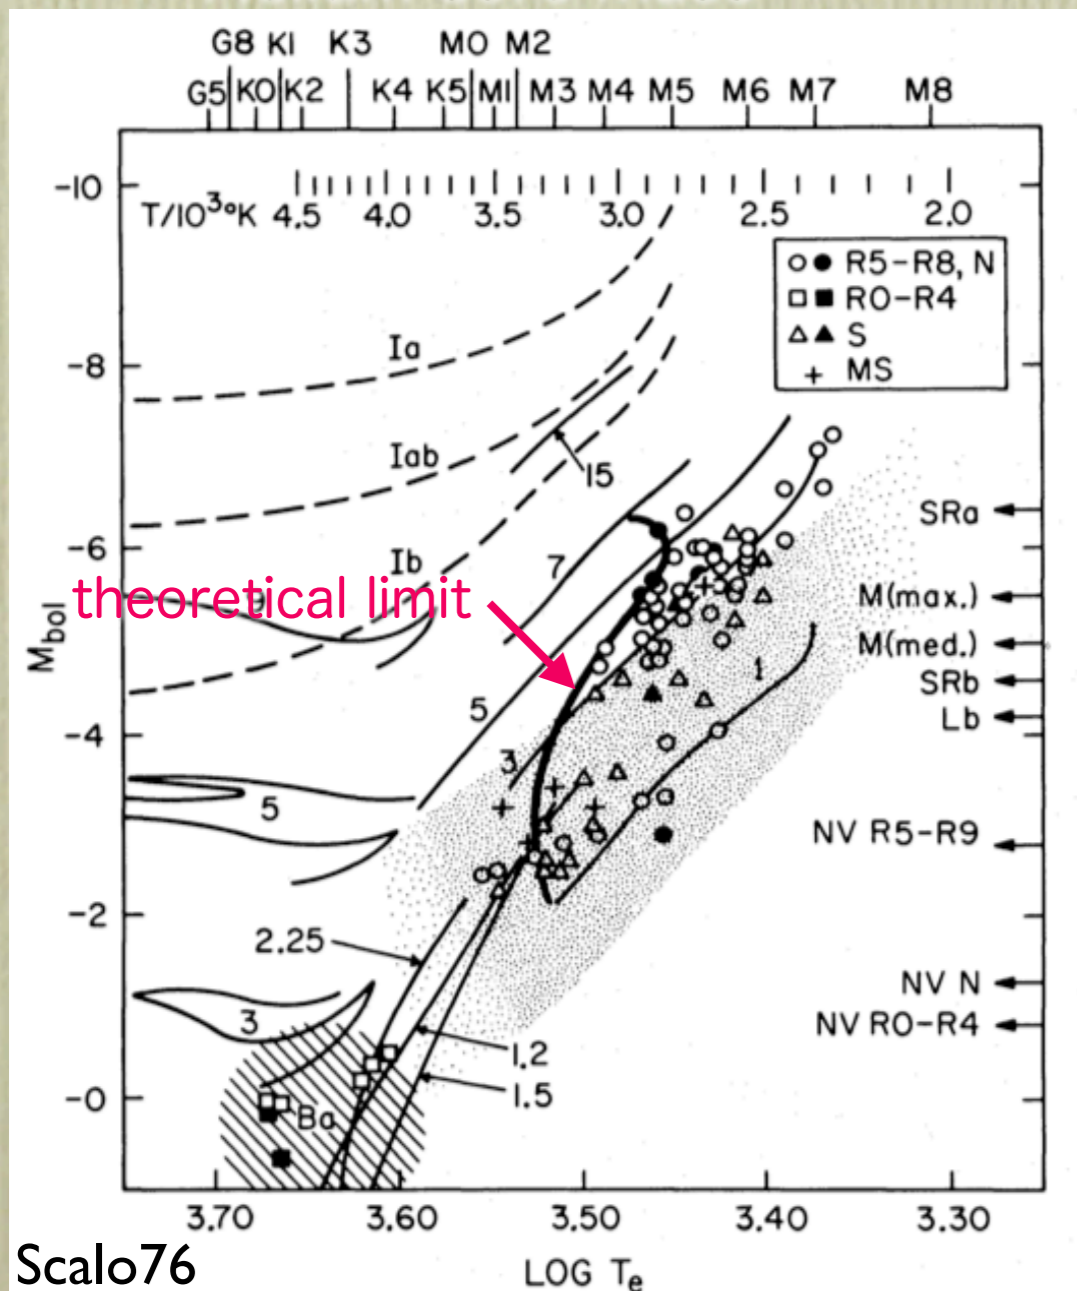 G8 K1 K3 M0 M2
G5 K0 K2 K4 K5 M1 M3 M4 M5 M6 M7 M8
-10
T/10³°K 4.5 4.0 3.5 3.0 2.5 2.0
R5-R8, N
R0-R4
S
MS
Ia
-8
Iab
15
SRa
-6
Ib
7
theoretical limit
9
M(max.)
M bol
M(med.)
1
SRb
5
Lb
-4
3
5
NV R5-R9
-2
2.25
NV N
3
NV R0-R4
1.2
1.5
-0
Ba
3.70 3.60 3.50 3.40 3.30
Scalo76
LOG Te